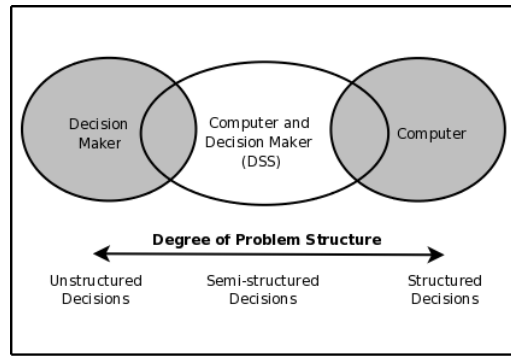 Decision
Maker
Computer and
Decision Maker
(DSS)
Computer
Degree of Problem Structure
Unstructured
Decisions
Semi-structured
Decisions
Structured
Decisions